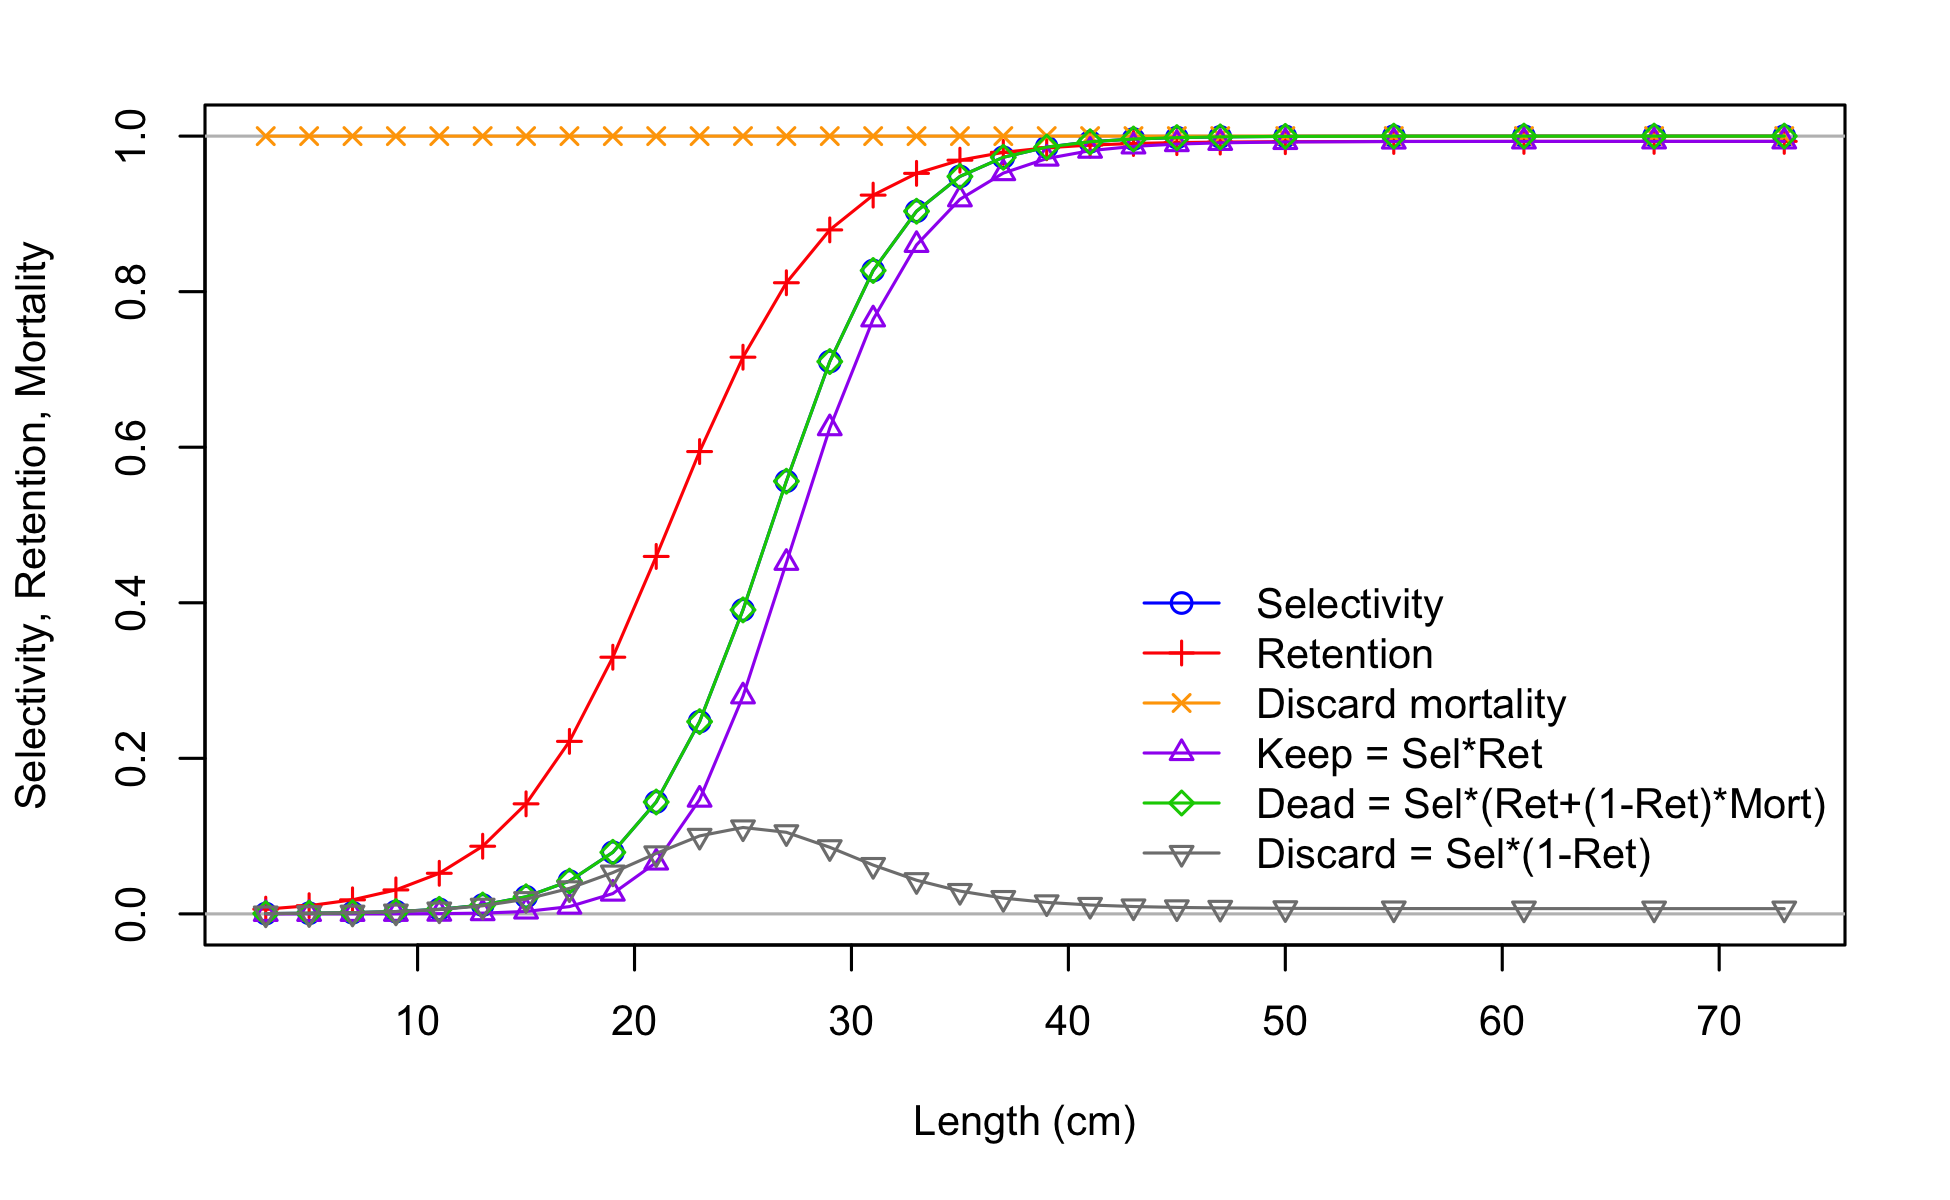 Selectivity, Retention, Mortality
1.0
0.8
0.6
0.4
0.2
0.0
Selectivity
Retention
Discard mortality
Keep = Sel*Ret
Dead = Sel*(Ret+(1-Ret)*Mort)
Discard = Sel*(1-Ret)
10 20 30 40 50 60 70
Length (cm)